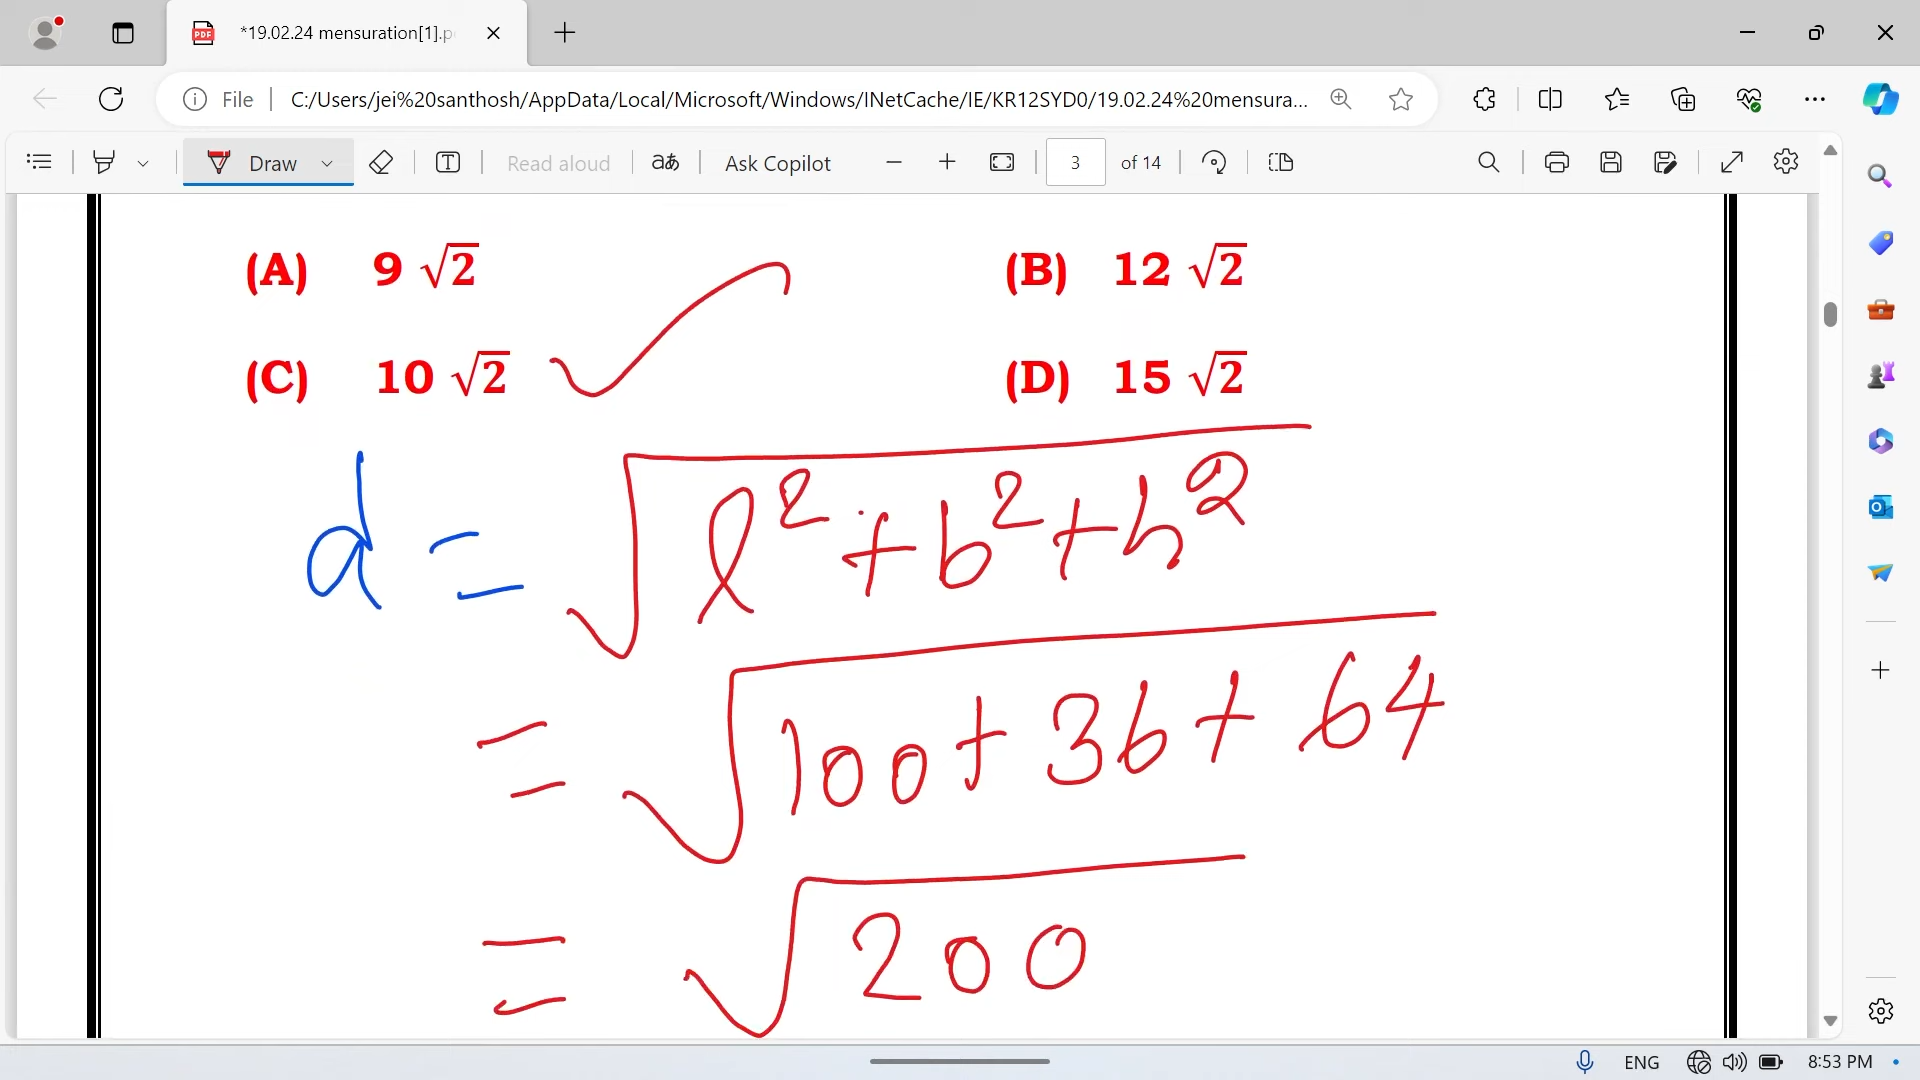 *19.02.24 mensuration[1].p
File C:/Users/jei%20santhosh/AppData/Local/Microsoft/Windows/INetCache/IE/KR12SYD0/19.02.24%20mensura...
Draw Read aloud aあ Ask Copilot 3 of 14
(A) 9 √2 (B) 12 √2
(C) 10 √2 (D) 15 √2
d = √l²+b²+h²
= √100+36+64
= √200
ENG 8:53 PM